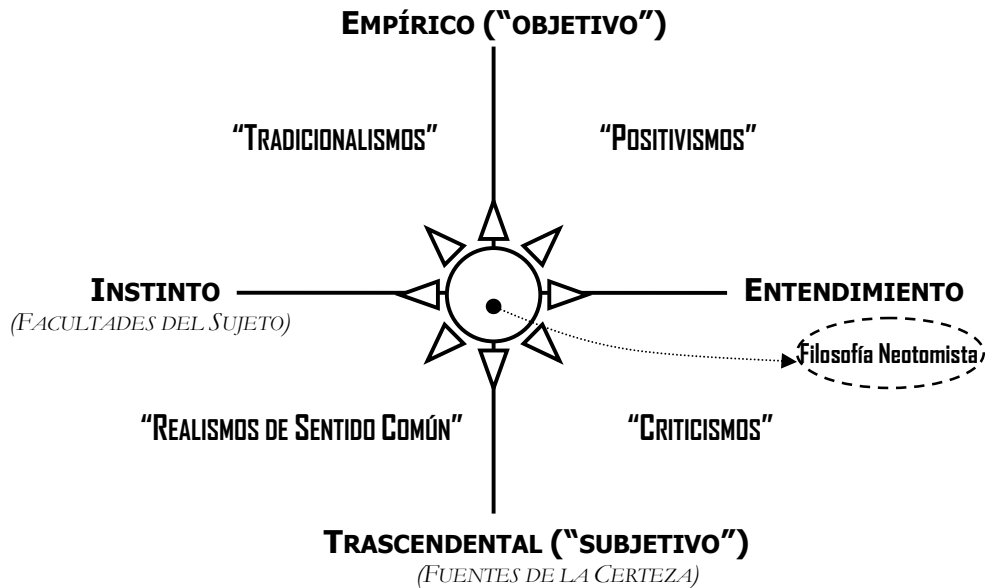 EMPÍRICO (“OBJETIVO”)
“TRADICIONALISMOS”
“POSITIVISMOS”
INSTINTO
(FACULTADES DEL SUJETO)
ENTENDIMIENTO
Filosofía Neotomista
“REALISMOS DE SENTIDO COMÚN”
“CRITICISMOS”
TRASCENDENTAL (“SUBJETIVO”)
(FUENTES DE LA CERTEZA)